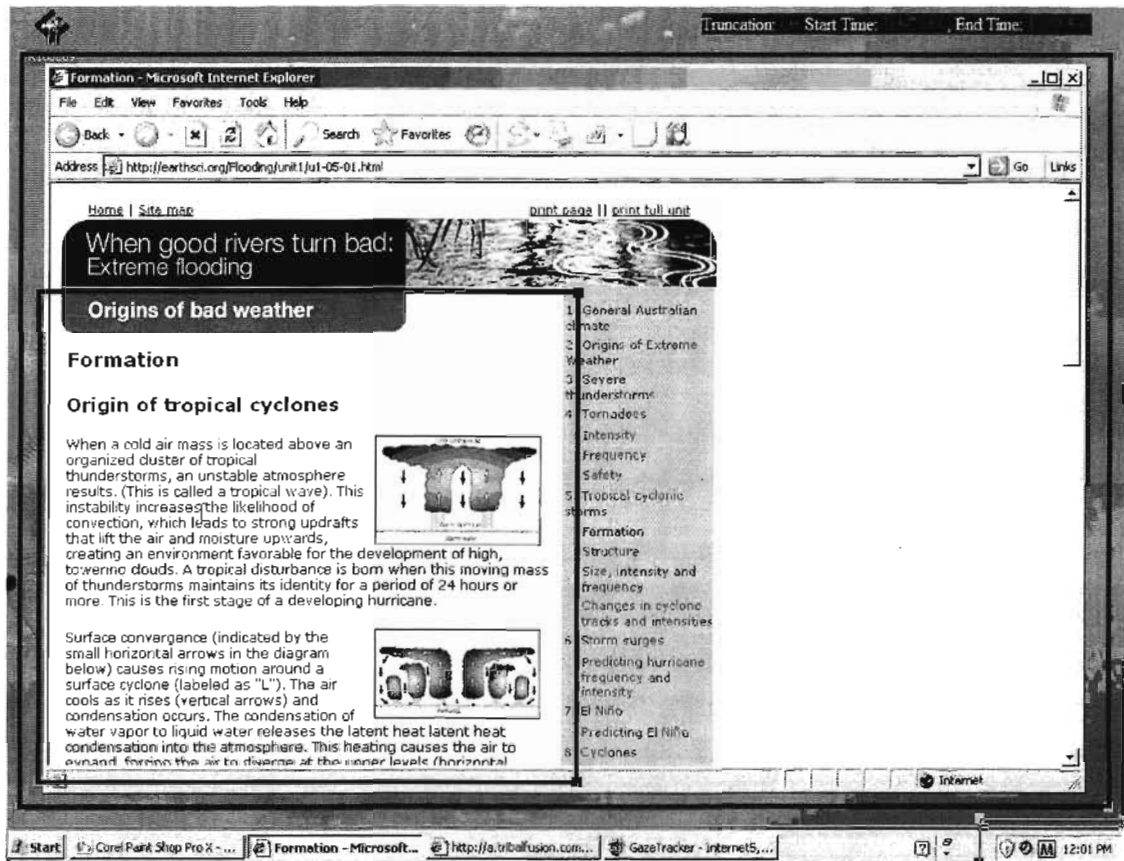 Truncation: Start Time: , End Time:
Formation - Microsoft Internet Explorer
File Edit View Favorites Tools Help
Back Search Favorites
Address http://earthsci.org/Flooding/unit1/u1-05-01.html Go Links
Home | Site map print page || print full unit
When good rivers turn bad:
Extreme flooding
Origins of bad weather
Formation
Origin of tropical cyclones
When a cold air mass is located above an
organized cluster of tropical
thunderstorms, an unstable atmosphere
results. (This is called a tropical wave). This
instability increases the likelihood of
convection, which leads to strong updrafts
that lift the air and moisture upwards,
creating an environment favorable for the development of high,
towering clouds. A tropical disturbance is born when this moving mass
of thunderstorms maintains its identity for a period of 24 hours or
more. This is the first stage of a developing hurricane.
Surface convergence (indicated by the
small horizontal arrows in the diagram
below) causes rising motion around a
surface cyclone (labeled as "L"). The air
cools as it rises (vertical arrows) and
condensation occurs. The condensation of
water vapor to liquid water releases the latent heat latent heat
condensation into the atmosphere. This heating causes the air to
expand, forcing the air to diverge at the upper levels (horizontal
1 General Australian
climate
2 Origins of Extreme
Weather
3 Severe
thunderstorms
4 Tornadoes
Intensity
Frequency
Safety
5 Tropical cyclonic
storms
Formation
Structure
Size, intensity and
frequency
Changes in cyclone
tracks and intensities
6 Storm surges
Predicting hurricane
frequency and
intensity
7 El Niño
Predicting El Niño
8 Cyclones
Internet
Start Corel Paint Shop Pro X - ... Formation - Microsoft... http://a.tribalfusion.com... GazeTracker - Internet5,... 12:01 PM